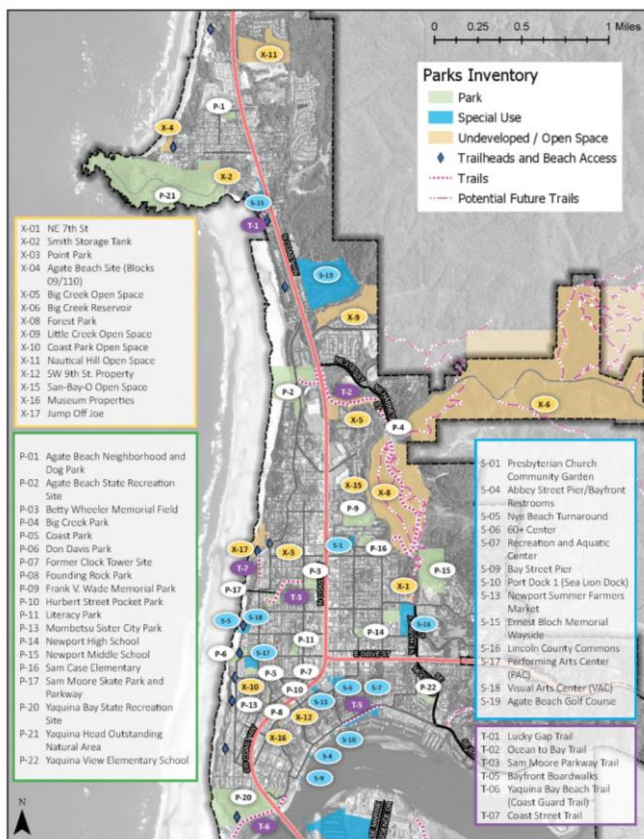 0 0.25 0.5 1 Miles
Parks Inventory
Park
Special Use
Undeveloped / Open Space
Trailheads and Beach Access
Trails
Potential Future Trails
X-11
P-1
X-4
X-2
P-21
S-15
T-1
S-19
X-9
T-2
P-2
X-5
P-4
X-6
X-15
X-8
P-9
X-17
X-3
S-1
P-16
T-7
P-3
P-15
X-1
P-17
T-3
S-5
S-18
P-14
S-16
P-11
P-6
S-17
P-5
P-7
X-10
P-10
S-6
S-7
P-22
P-13
S-13
T-5
P-8
X-12
X-16
S-10
S-4
S-9
P-20
T-6
N
X-01 NE 7th St
X-02 Smith Storage Tank
X-03 Point Park
X-04 Agate Beach Site (Blocks
09/110)
X-05 Big Creek Open Space
X-06 Big Creek Reservoir
X-08 Forest Park
X-09 Little Creek Open Space
X-10 Coast Park Open Space
X-11 Nautical Hill Open Space
X-12 SW 9th St. Property
X-15 San-Bay-O Open Space
X-16 Museum Properties
X-17 Jump Off Joe
P-01 Agate Beach Neighborhood and
Dog Park
P-02 Agate Beach State Recreation
Site
P-03 Betty Wheeler Memorial Field
P-04 Big Creek Park
P-05 Coast Park
P-06 Don Davis Park
P-07 Former Clock Tower Site
P-08 Founding Rock Park
P-09 Frank V. Wade Memorial Park
P-10 Hurbert Street Pocket Park
P-11 Literacy Park
P-13 Mombetsu Sister City Park
P-14 Newport High School
P-15 Newport Middle School
P-16 Sam Case Elementary
P-17 Sam Moore Skate Park and
Parkway
P-20 Yaquina Bay State Recreation
Site
P-21 Yaquina Head Outstanding
Natural Area
P-22 Yaquina View Elementary School
S-01 Presbyterian Church
Community Garden
S-04 Abbey Street Pier/Bayfront
Restrooms
S-05 Nye Beach Turnaround
S-06 60+ Center
S-07 Recreation and Aquatic
Center
S-09 Bay Street Pier
S-10 Port Dock 1 (Sea Lion Dock)
S-13 Newport Summer Farmers
Market
S-15 Ernest Bloch Memorial
Wayside
S-16 Lincoln County Commons
S-17 Performing Arts Center
(PAC)
S-18 Visual Arts Center (VAC)
S-19 Agate Beach Golf Course
T-01 Lucky Gap Trail
T-02 Ocean to Bay Trail
T-03 Sam Moore Parkway Trail
T-05 Bayfront Boardwalks
T-06 Yaquina Bay Beach Trail
(Coast Guard Trail)
T-07 Coast Street Trail